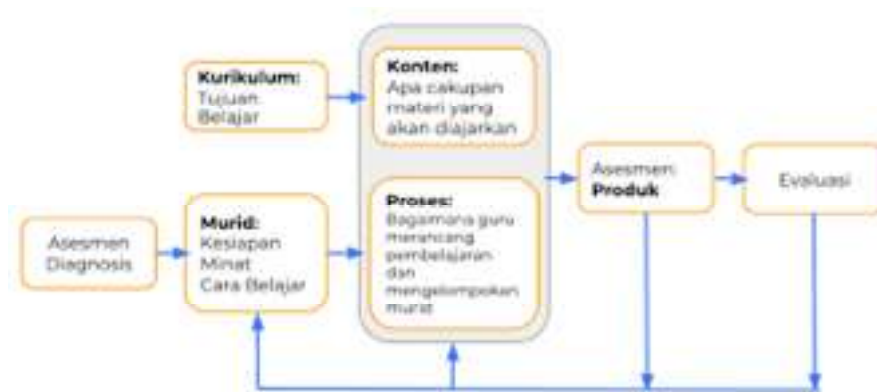 Kurikulum:
Tujuan
Belajar
Konten:
Apa cakupan
materi yang
akan diajarkan
Asesmen
Diagnosis
Murid:
Kesiapan
Minat
Cara Belajar
Proses:
Bagaimana guru
merancang
pembelajaran
dan
mengelompokan
murid
Asesmen
Produk
Evaluasi